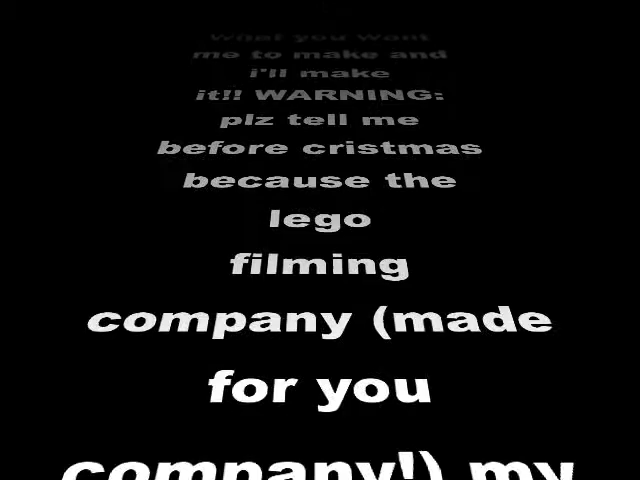 what you want
me to make and
i'll make
it!! WARNING:
plz tell me
before cristmas
because the
lego
filming
company (made
for you
company!) my